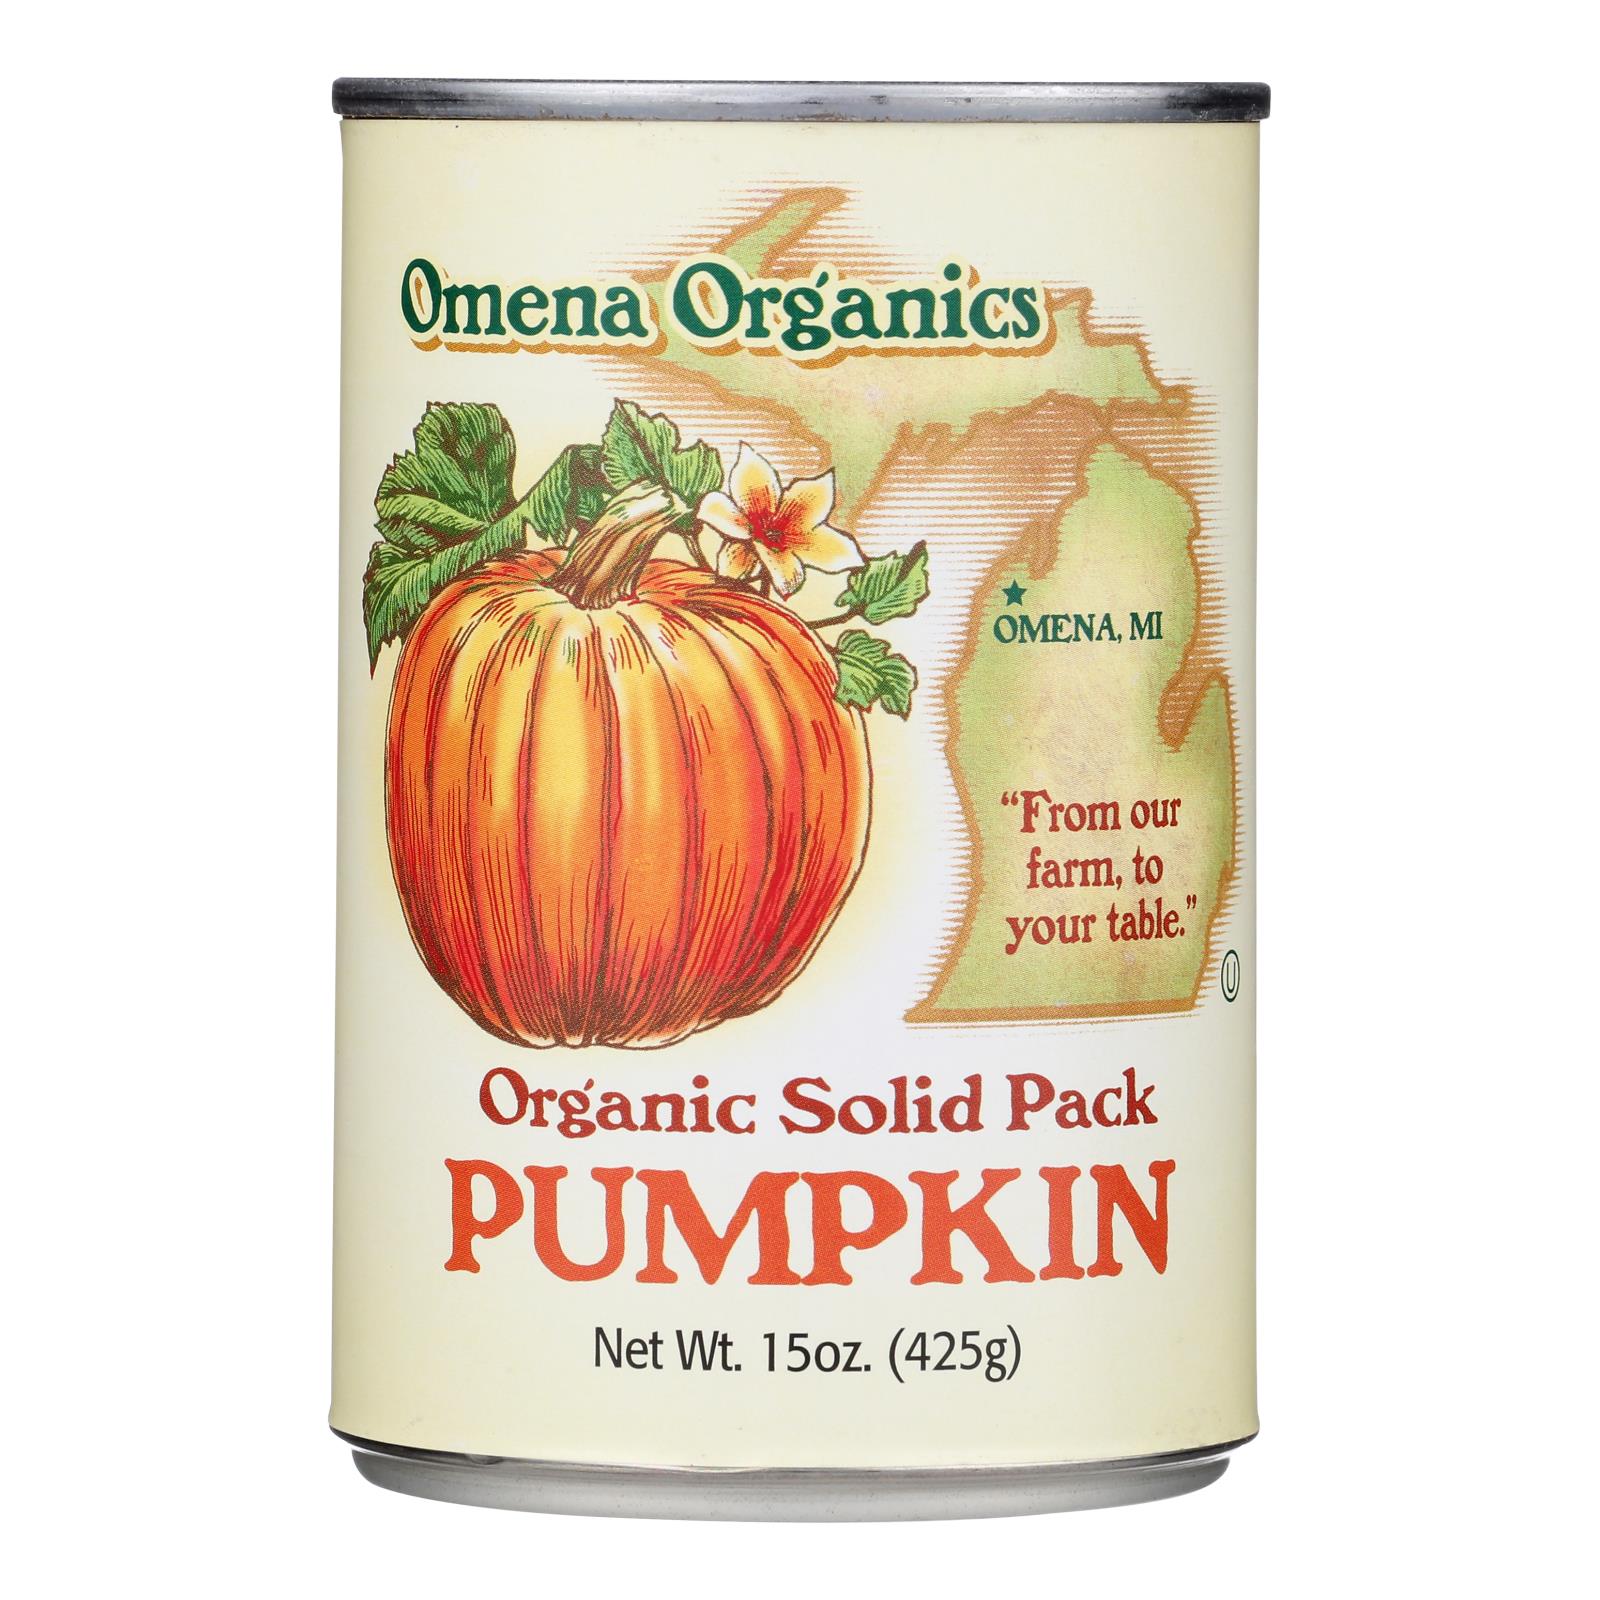 Omena Organics
OMENA, MI
“From our
farm, to
your table.”
U
Organic Solid Pack
PUMPKIN
Net Wt. 15oz. (425g)